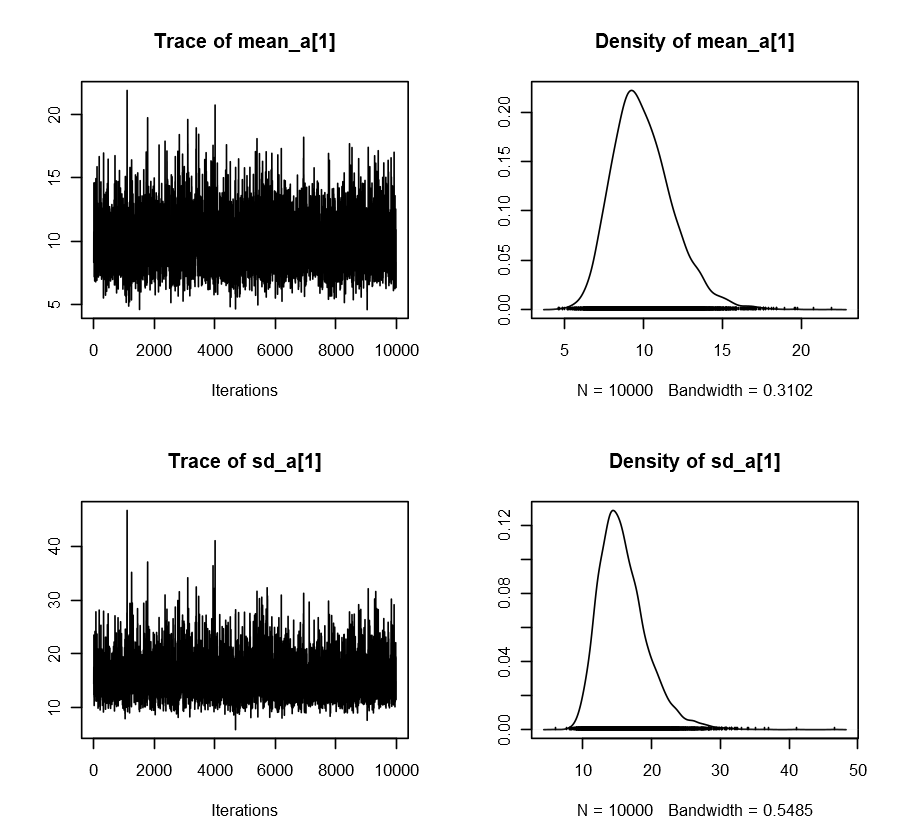 Trace of mean_a[1]
20
15
10
5
0 2000 4000 6000 8000 10000
Iterations
Density of mean_a[1]
0.20
0.15
0.10
0.05
0.00
5 10 15 20
N = 10000 Bandwidth = 0.3102
Trace of sd_a[1]
40
30
20
10
0 2000 4000 6000 8000 10000
Iterations
Density of sd_a[1]
0.12
0.08
0.04
0.00
10 20 30 40 50
N = 10000 Bandwidth = 0.5485